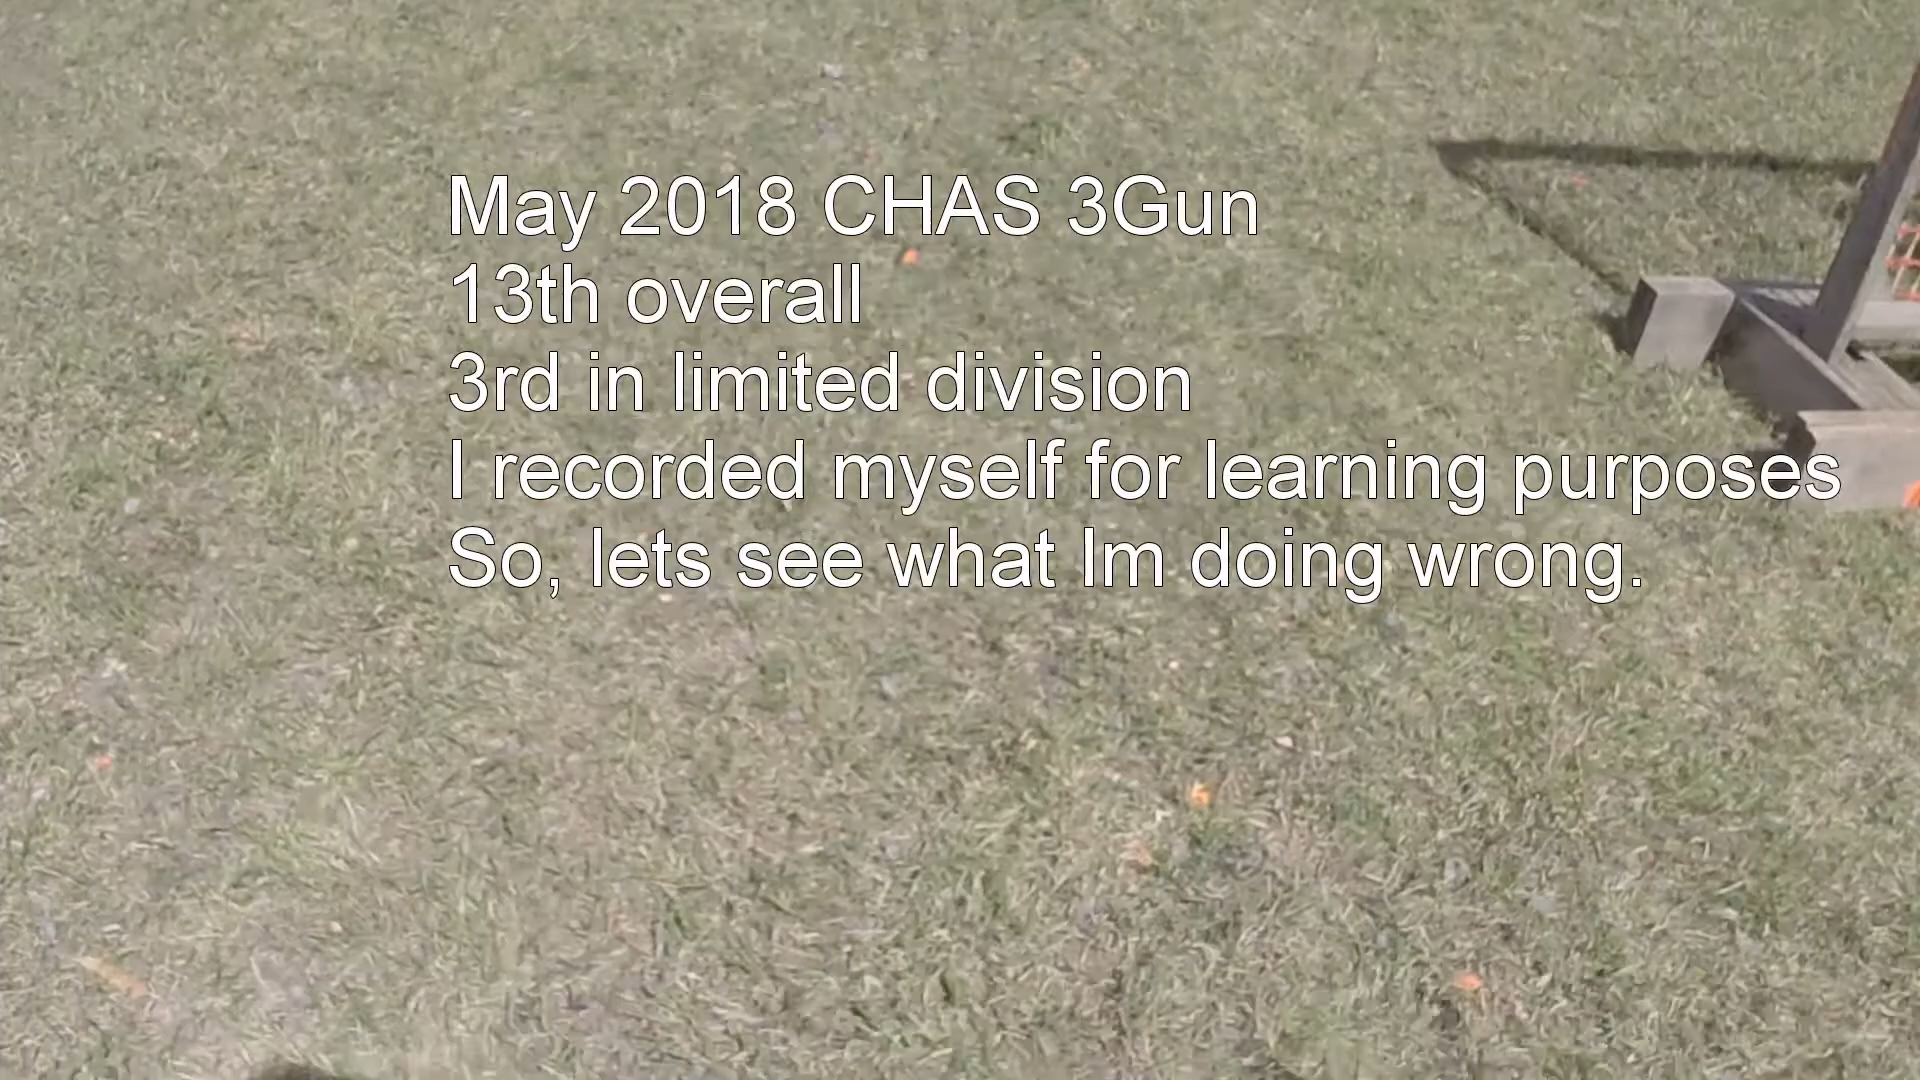 May 2018 CHAS 3Gun
13th overall
3rd in limited division
I recorded myself for learning purposes
So, lets see what Im doing wrong.